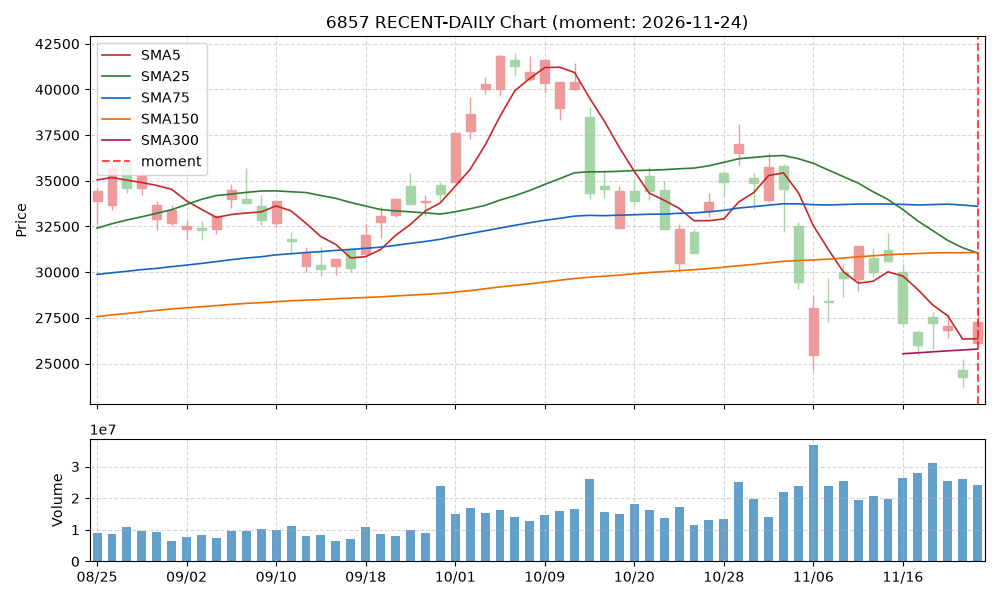 6857 RECENT-DAILY Chart (moment: 2026-11-24)
SMA5
SMA25
SMA75
SMA150
SMA300
moment
Price
42500
40000
37500
35000
32500
30000
27500
25000
1e7
Volume
3
2
1
0
08/25 09/02 09/10 09/18 10/01 10/09 10/20 10/28 11/06 11/16